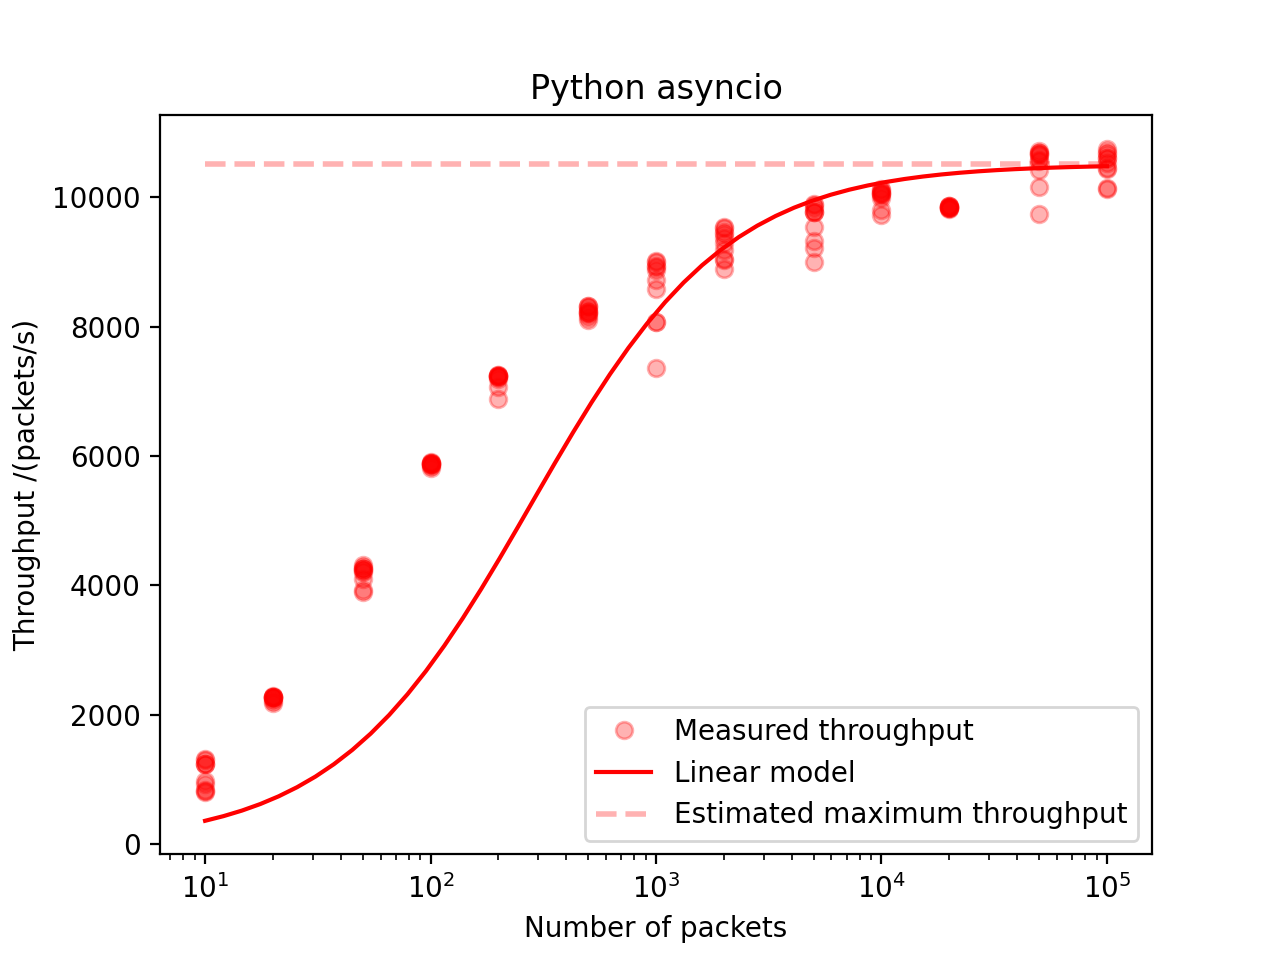 Python asyncio
Throughput /(packets/s)
10000
8000
6000
4000
2000
0
Measured throughput
Linear model
Estimated maximum throughput
10¹ 10² 10³ 10⁴ 10⁵
Number of packets